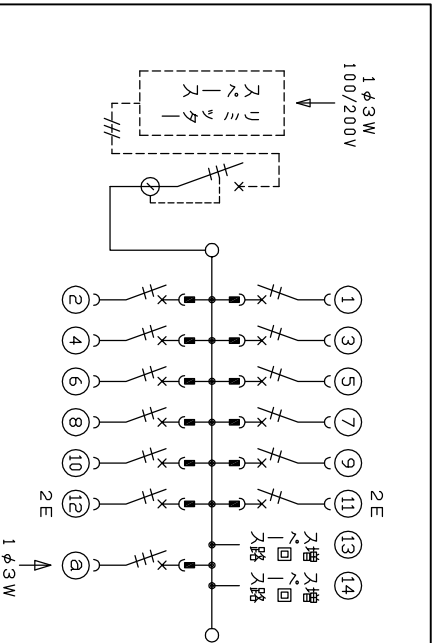 1φ3W
100/200V
リミッター
スペース
① ③ ⑤ ⑦ ⑨ ⑪ ⑬ ⑭
2E
増回路
スペース
増回路
スペース
② ④ ⑥ ⑧ ⑩ ⑫ ⓐ
2E
1φ3W